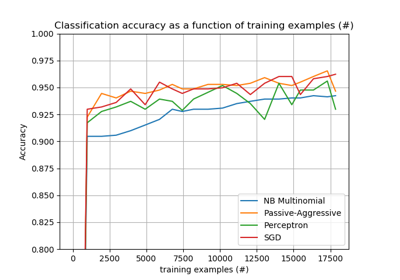 Classification accuracy as a function of training examples (#)
1.000
0.975
0.950
0.925
0.900
0.875
0.850
0.825
0.800
Accuracy
NB Multinomial
Passive-Aggressive
Perceptron
SGD
0 2500 5000 7500 10000 12500 15000 17500
training examples (#)